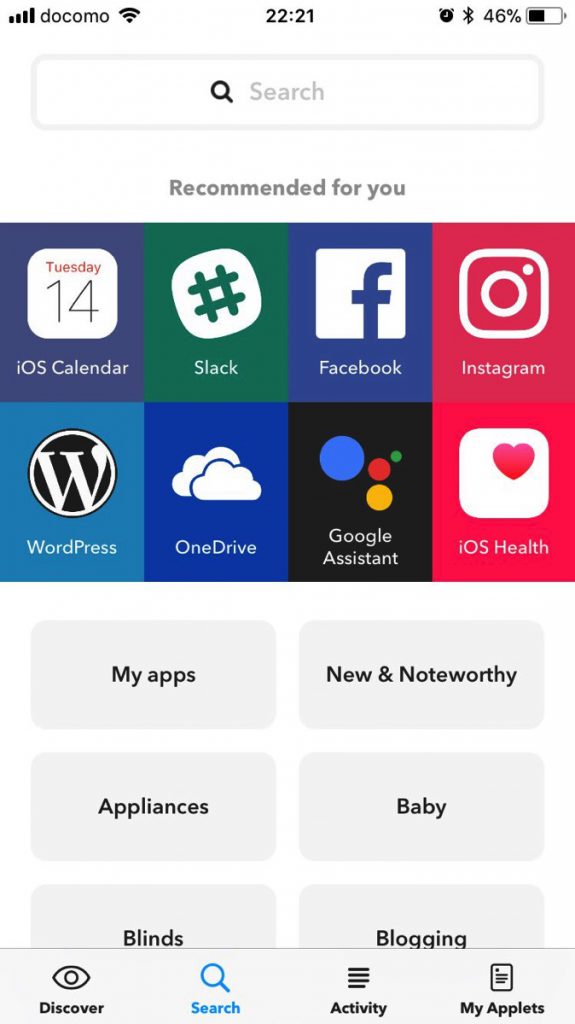 docomo 22:21 46%
Search
Recommended for you
Tuesday
14
iOS Calendar Slack Facebook Instagram
WordPress OneDrive Google Assistant iOS Health
My apps New & Noteworthy
Appliances Baby
Blinds Blogging
Discover Search Activity My Applets